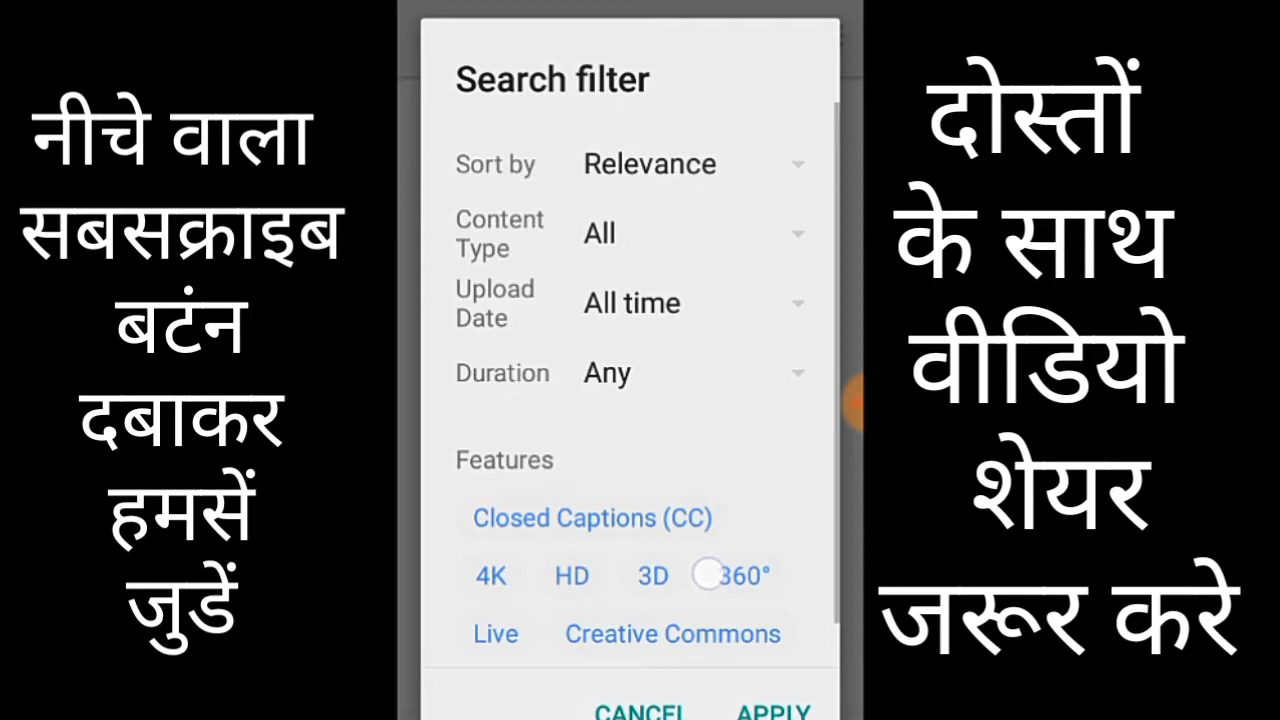 नीचे वाला
सबसक्राइब
बटंन
दबाकर
हमसें
जुडें
Search filter
Sort by Relevance
Content Type All
Upload Date All time
Duration Any
Features
Closed Captions (CC)
4K HD 3D 360°
Live Creative Commons
CANCEL APPLY
दोस्तों
के साथ
वीडियो
शेयर
जरूर करे